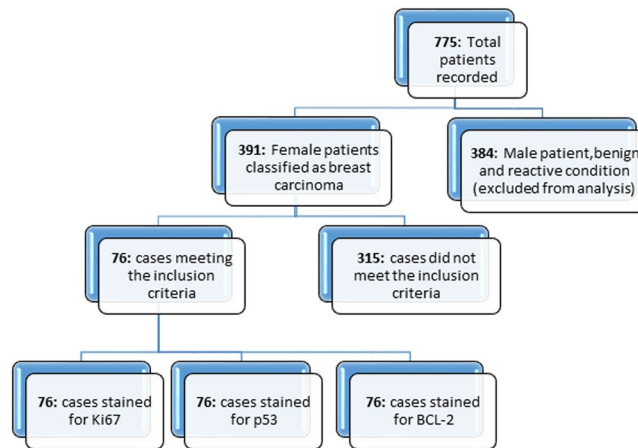 775: Total
patients
recorded
391: Female patients
classified as breast
carcinoma
384: Male patient,benign
and reactive condition
(excluded from analysis)
76: cases meeting
the inclusion
criteria
315: cases did not
meet the inclusion
criteria
76: cases stained
for Ki67
76: cases stained
for p53
76: cases stained
for BCL-2